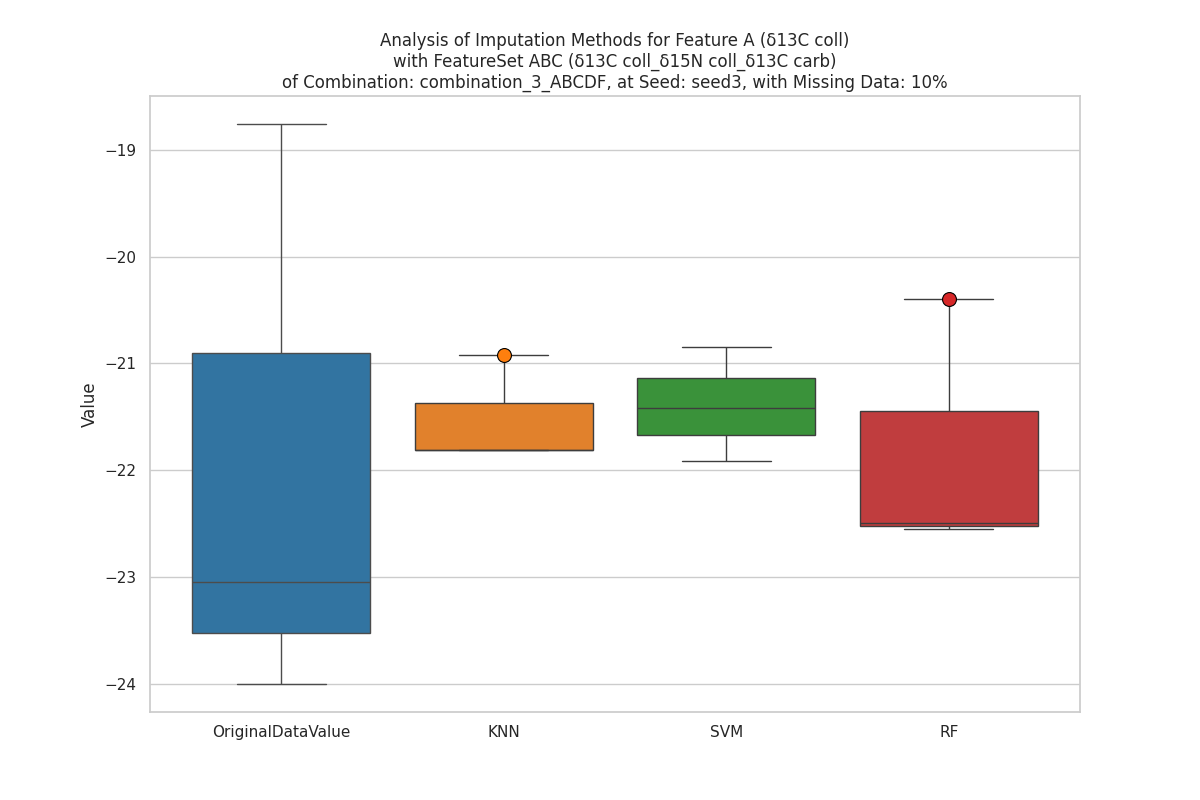 Analysis of Imputation Methods for Feature A (δ13C coll)
with FeatureSet ABC (δ13C coll_δ15N coll_δ13C carb)
of Combination: combination_3_ABCDF, at Seed: seed3, with Missing Data: 10%
−19
−20
−21
−22
−23
−24
Value
OriginalDataValue KNN SVM RF